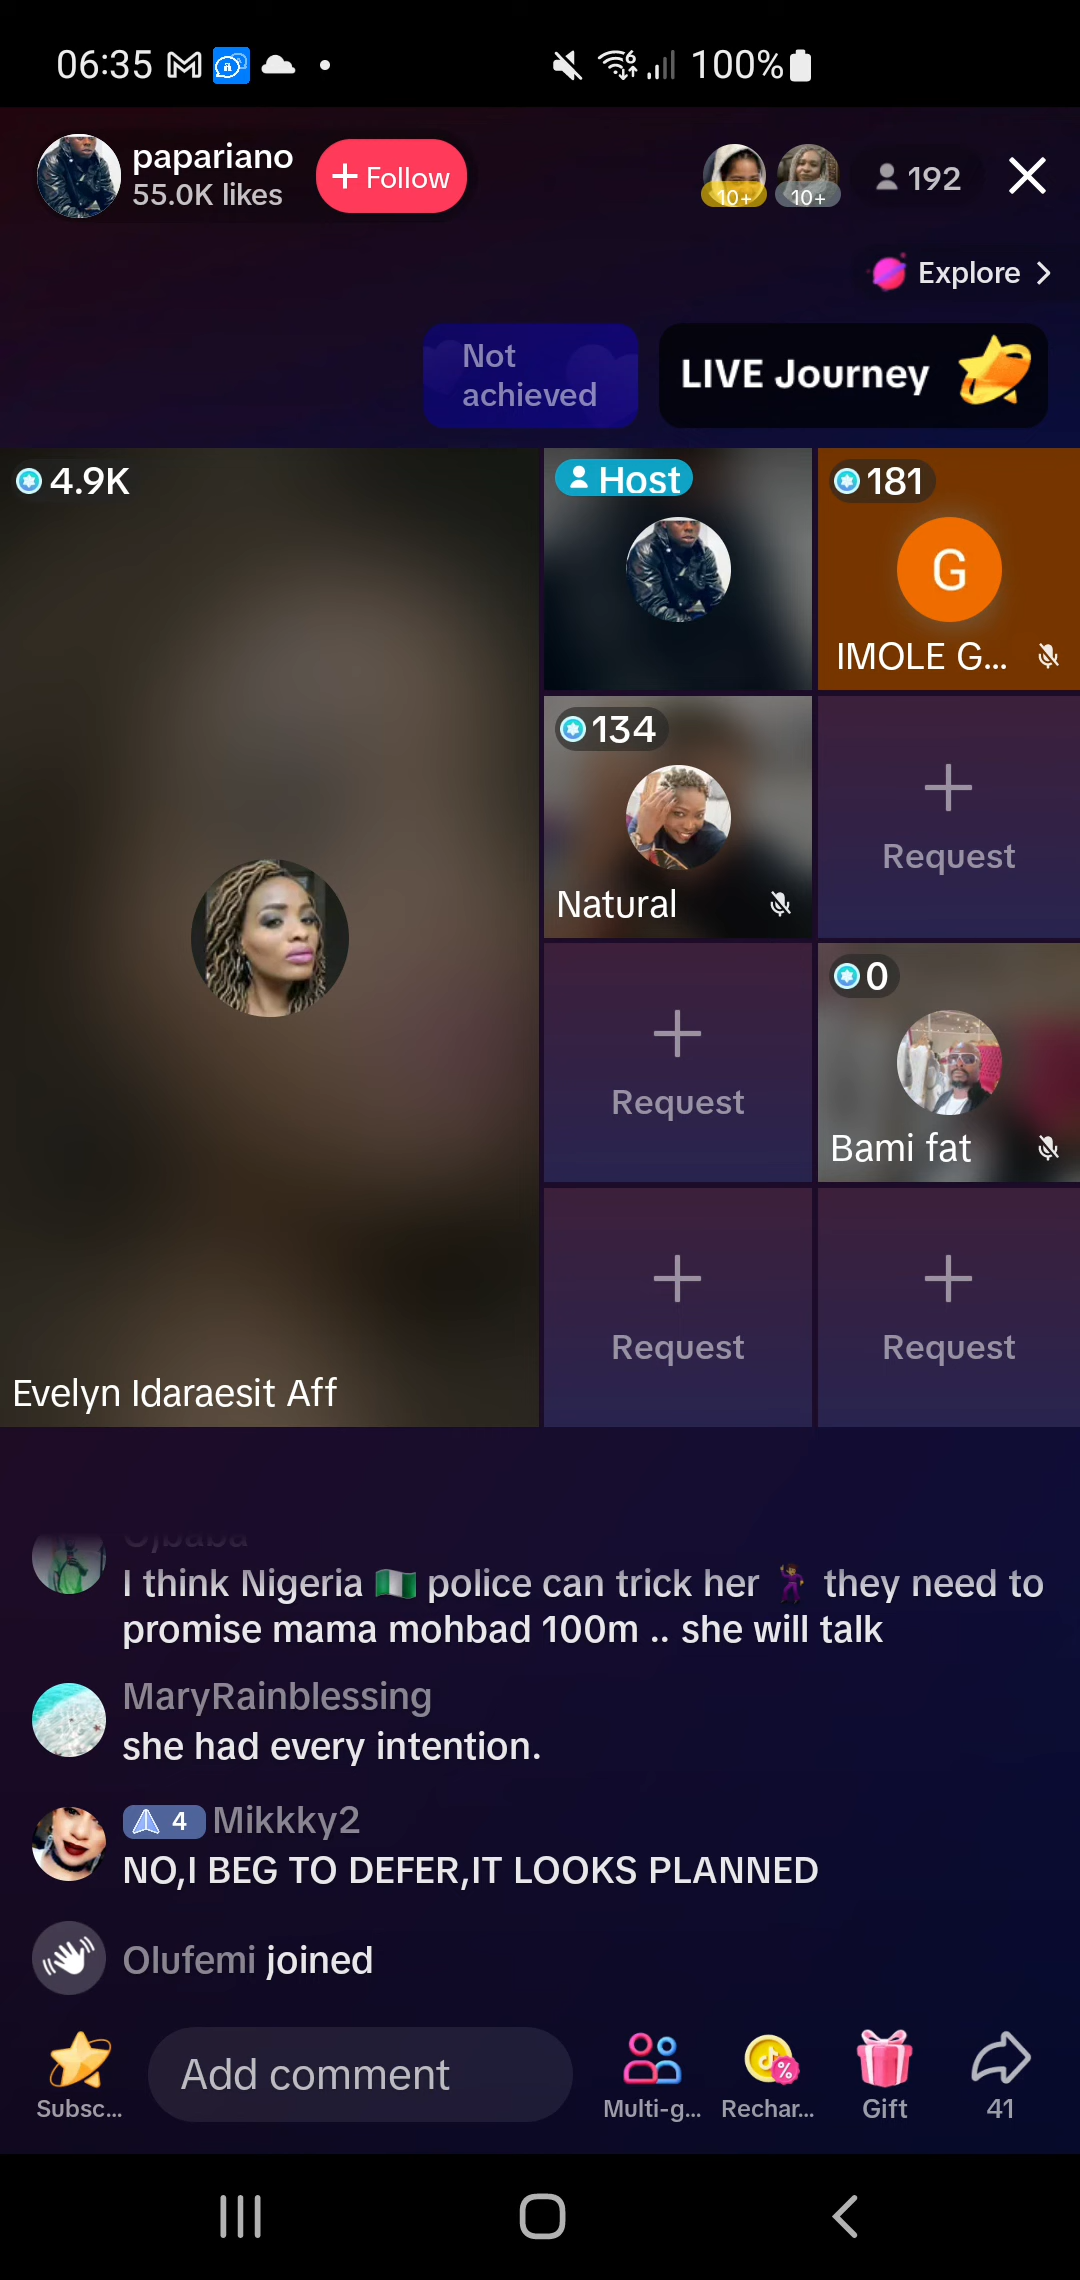 06:35
100%
papariano
55.0K likes
+ Follow
10+
10+
192
Explore
Not
achieved
LIVE Journey
4.9K
Host
181
G
IMOLE G...
134
Natural
Request
Request
0
Bami fat
Request
Request
Evelyn Idaraesit Aff
Ojbaba
I think Nigeria 🇳🇬 police can trick her 💃🏿 they need to
promise mama mohbad 100m .. she will talk
MaryRainblessing
she had every intention.
4 Mikkky2
NO,I BEG TO DEFER,IT LOOKS PLANNED
Olufemi joined
Add comment
Subsc...
Multi-g...
Rechar...
Gift
41